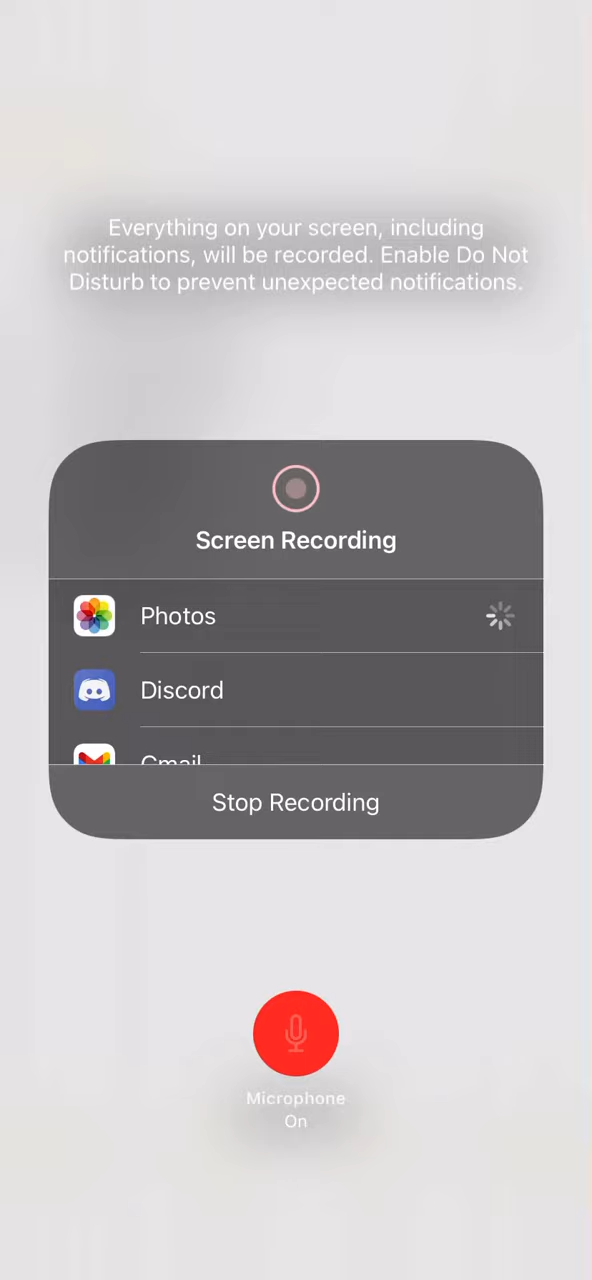 Everything on your screen, including
notifications, will be recorded. Enable Do Not
Disturb to prevent unexpected notifications.
Screen Recording
Photos
Discord
Gmail
Stop Recording
Microphone
On